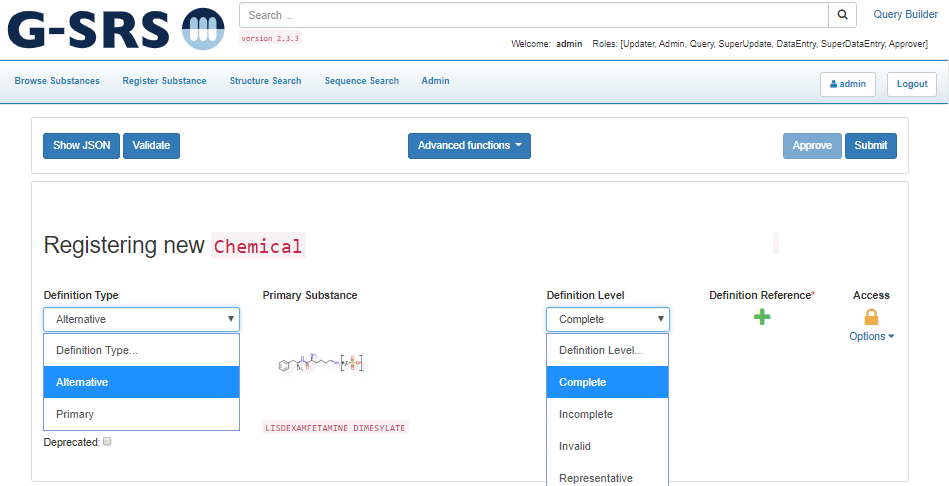 G-SRS
Search ...
Query Builder
version 2.3.3
Welcome: admin Roles: [Updater, Admin, Query, SuperUpdate, DataEntry, SuperDataEntry, Approver]
Browse Substances Register Substance Structure Search Sequence Search Admin admin Logout
Show JSON Validate Advanced functions Approve Submit
Registering new Chemical
Definition Type Primary Substance Definition Level Definition Reference* Access
Alternative Complete
Options
Definition Type... Definition Level...
Alternative Complete
Primary Incomplete
LISDEXAMFETAMINE DIMESYLATE
Deprecated: Invalid
Representative